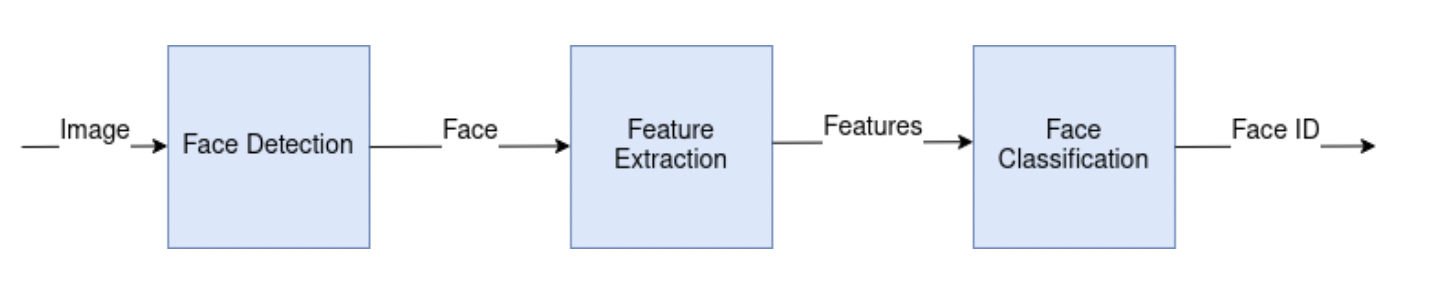 Image
Face Detection
Face
Feature
Extraction
Features
Face
Classification
Face ID